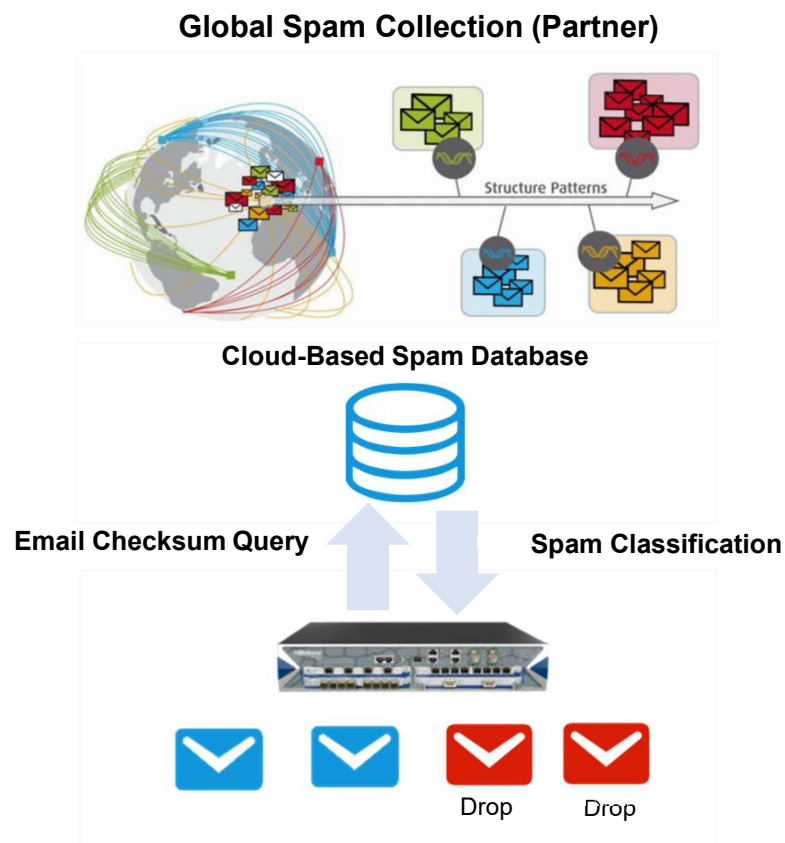 Global Spam Collection (Partner)
Structure Patterns
Cloud-Based Spam Database
Email Checksum Query
Spam Classification
Drop
Drop